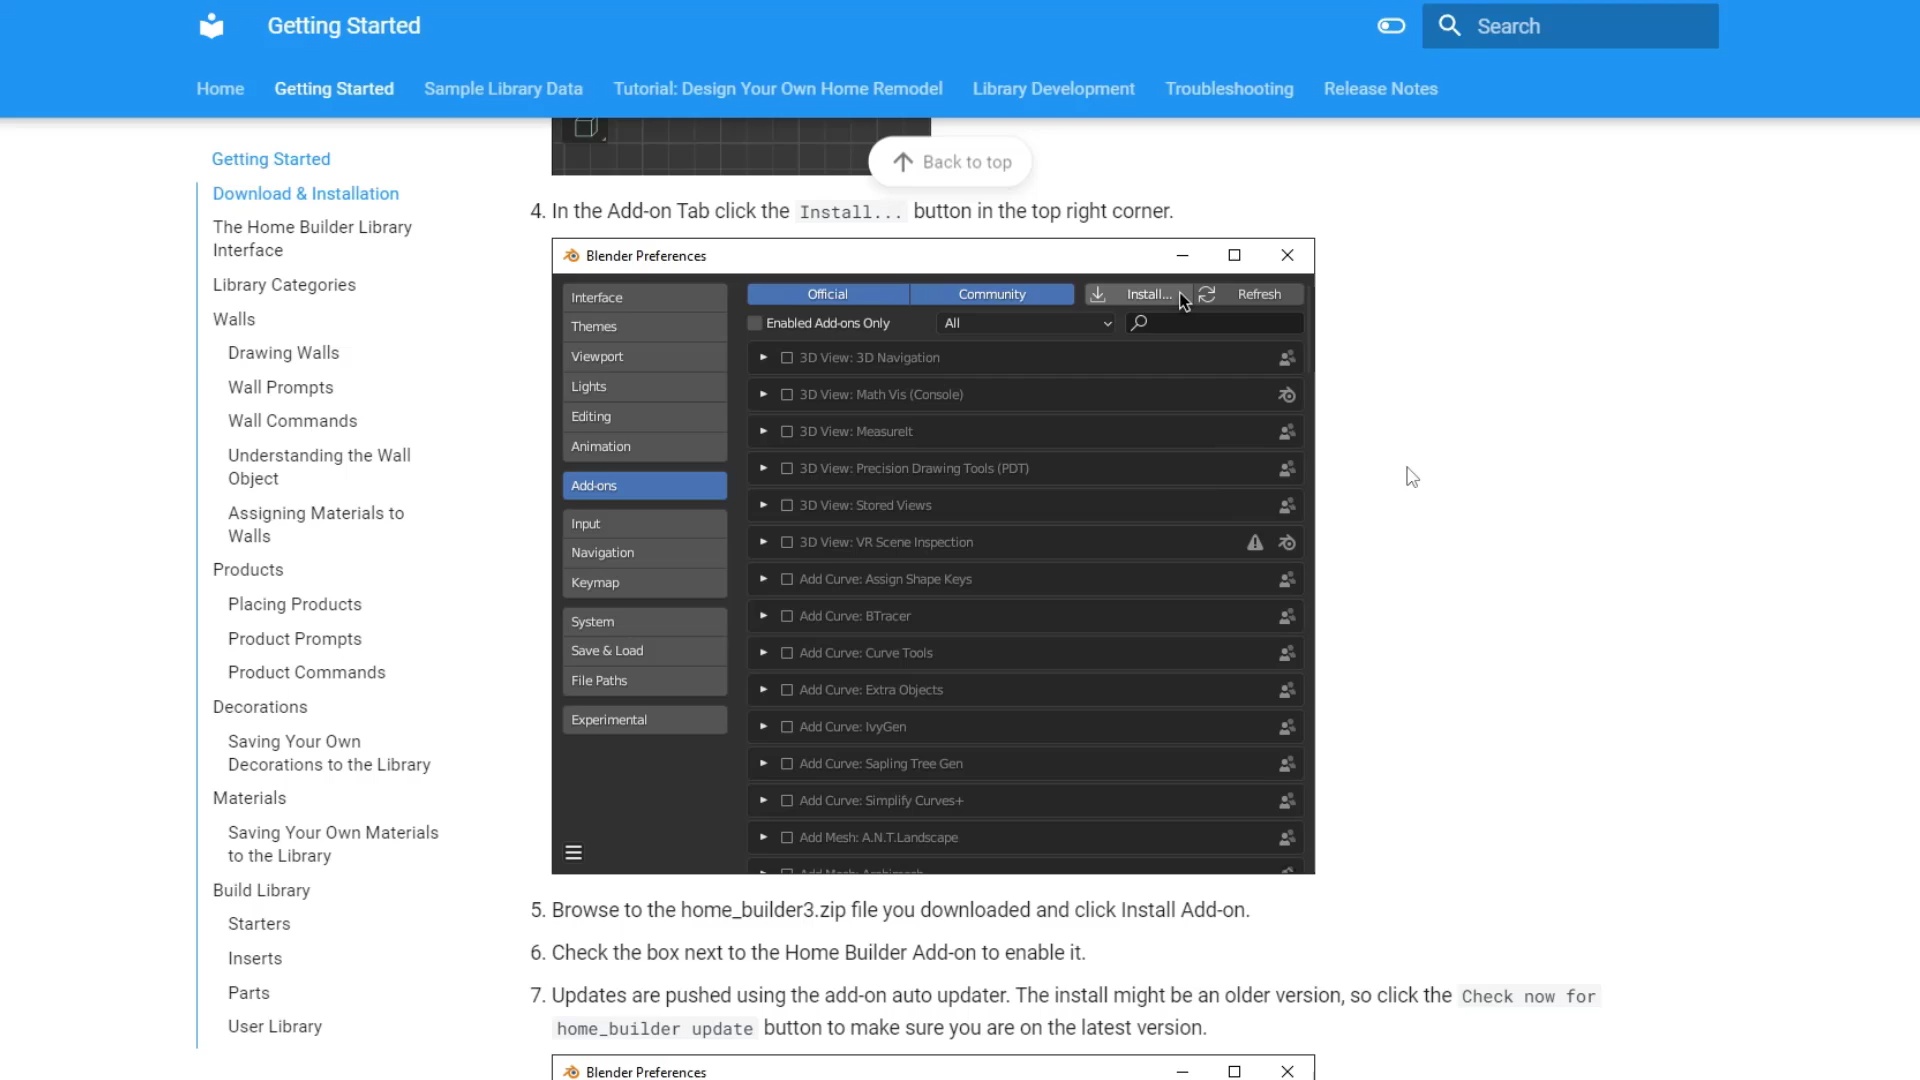 Getting Started
Search
Home
Getting Started
Sample Library Data
Tutorial: Design Your Own Home Remodel
Library Development
Troubleshooting
Release Notes
Getting Started
Download & Installation
The Home Builder Library
Interface
Library Categories
Walls
Drawing Walls
Wall Prompts
Wall Commands
Understanding the Wall
Object
Assigning Materials to
Walls
Products
Placing Products
Product Prompts
Product Commands
Decorations
Saving Your Own
Decorations to the Library
Materials
Saving Your Own Materials
to the Library
Build Library
Starters
Inserts
Parts
User Library
Back to top
4. In the Add-on Tab click the Install... button in the top right corner.
Blender Preferences
Interface
Themes
Viewport
Lights
Editing
Animation
Add-ons
Input
Navigation
Keymap
System
Save & Load
File Paths
Experimental
Official
Community
Install...
Refresh
Enabled Add-ons Only
All
3D View: 3D Navigation
3D View: Math Vis (Console)
3D View: MeasureIt
3D View: Precision Drawing Tools (PDT)
3D View: Stored Views
3D View: VR Scene Inspection
Add Curve: Assign Shape Keys
Add Curve: BTracer
Add Curve: Curve Tools
Add Curve: Extra Objects
Add Curve: IvyGen
Add Curve: Sapling Tree Gen
Add Curve: Simplify Curves+
Add Mesh: A.N.T.Landscape
5. Browse to the home_builder3.zip file you downloaded and click Install Add-on.
6. Check the box next to the Home Builder Add-on to enable it.
7. Updates are pushed using the add-on auto updater. The install might be an older version, so click the Check now for
home_builder update button to make sure you are on the latest version.
Blender Preferences